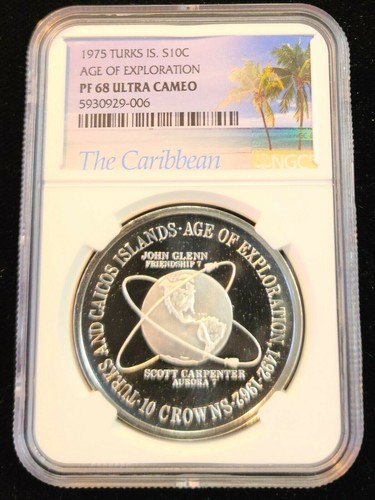 1975 TURKS IS. S10C
AGE OF EXPLORATION
PF 68 ULTRA CAMEO
5930929-006
The Caribbean
NGC
TURKS AND CAICOS ISLANDS · AGE OF EXPLORATION · 1492-1962 ·
JOHN GLENN
FRIENDSHIP 7
SCOTT CARPENTER
AURORA 7
10 CROWNS